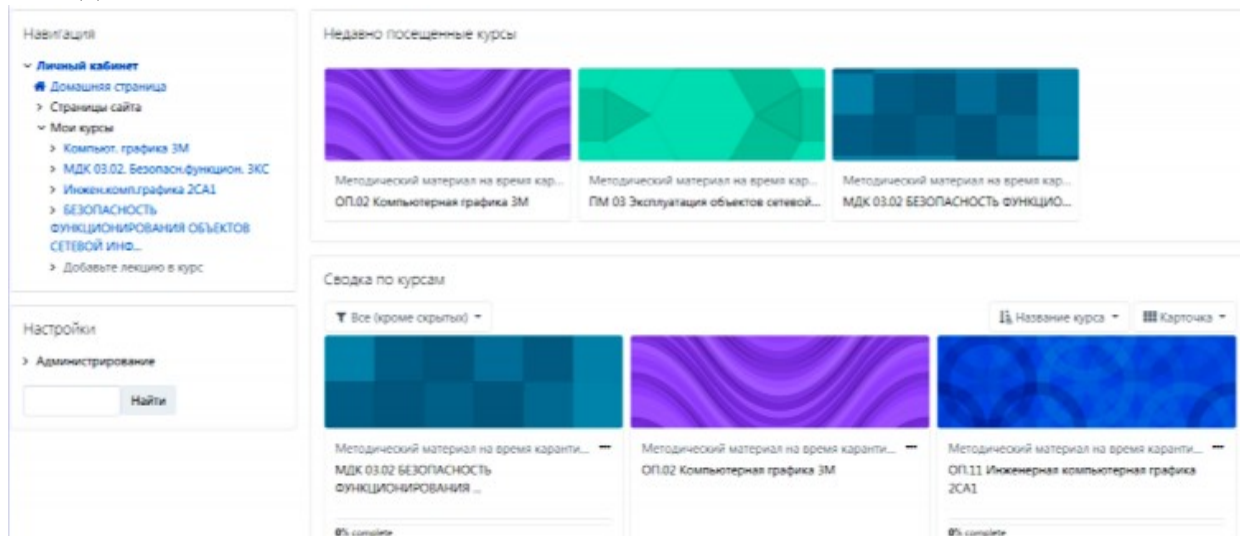 Навигация
Личный кабинет
Домашняя страница
Страницы сайта
Мои курсы
Компьют. графика 3М
МДК 03.02. Безопасн.функцион. 3КС
Инжен.комп.графика 2СА1
БЕЗОПАСНОСТЬ
ФУНКЦИОНИРОВАНИЯ ОБЪЕКТОВ
СЕТЕВОЙ ИНФ...
Добавьте лекцию в курс
Настройки
Администрирование
Найти
Недавно посещенные курсы
Методический материал на время кар...
ОП.02 Компьютерная графика 3М
Методический материал на время кар...
ПМ 03 Эксплуатация объектов сетевой...
Методический материал на время кар...
МДК 03.02 БЕЗОПАСНОСТЬ ФУНКЦИО...
Сводка по курсам
Все (кроме скрытых)
Название курса
Карточка
Методический материал на время каранти...
МДК 03.02 БЕЗОПАСНОСТЬ
ФУНКЦИОНИРОВАНИЯ ...
0% complete
Методический материал на время каранти...
ОП.02 Компьютерная графика 3М
Методический материал на время каранти...
ОП.11 Инженерная компьютерная графика
2СА1
0% complete